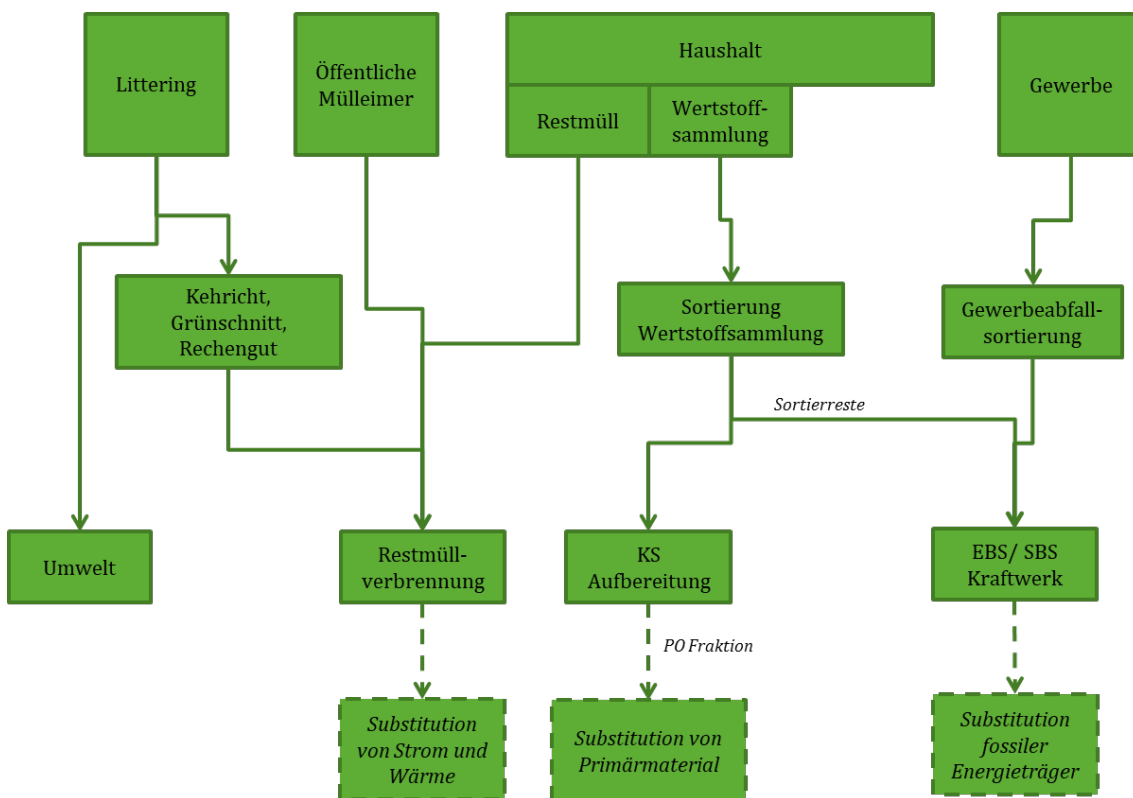 Littering
Öffentliche
Mülleimer
Haushalt
Restmüll
Wertstoff-
sammlung
Gewerbe
Kehricht,
Grünschnitt,
Rechengut
Sortierung
Wertstoffsammlung
Gewerbeabfall-
sortierung
Sortierreste
Umwelt
Restmüll-
verbrennung
KS
Aufbereitung
EBS/ SBS
Kraftwerk
PO Fraktion
Substitution
von Strom und
Wärme
Substitution von
Primärmaterial
Substitution
fossiler
Energieträger